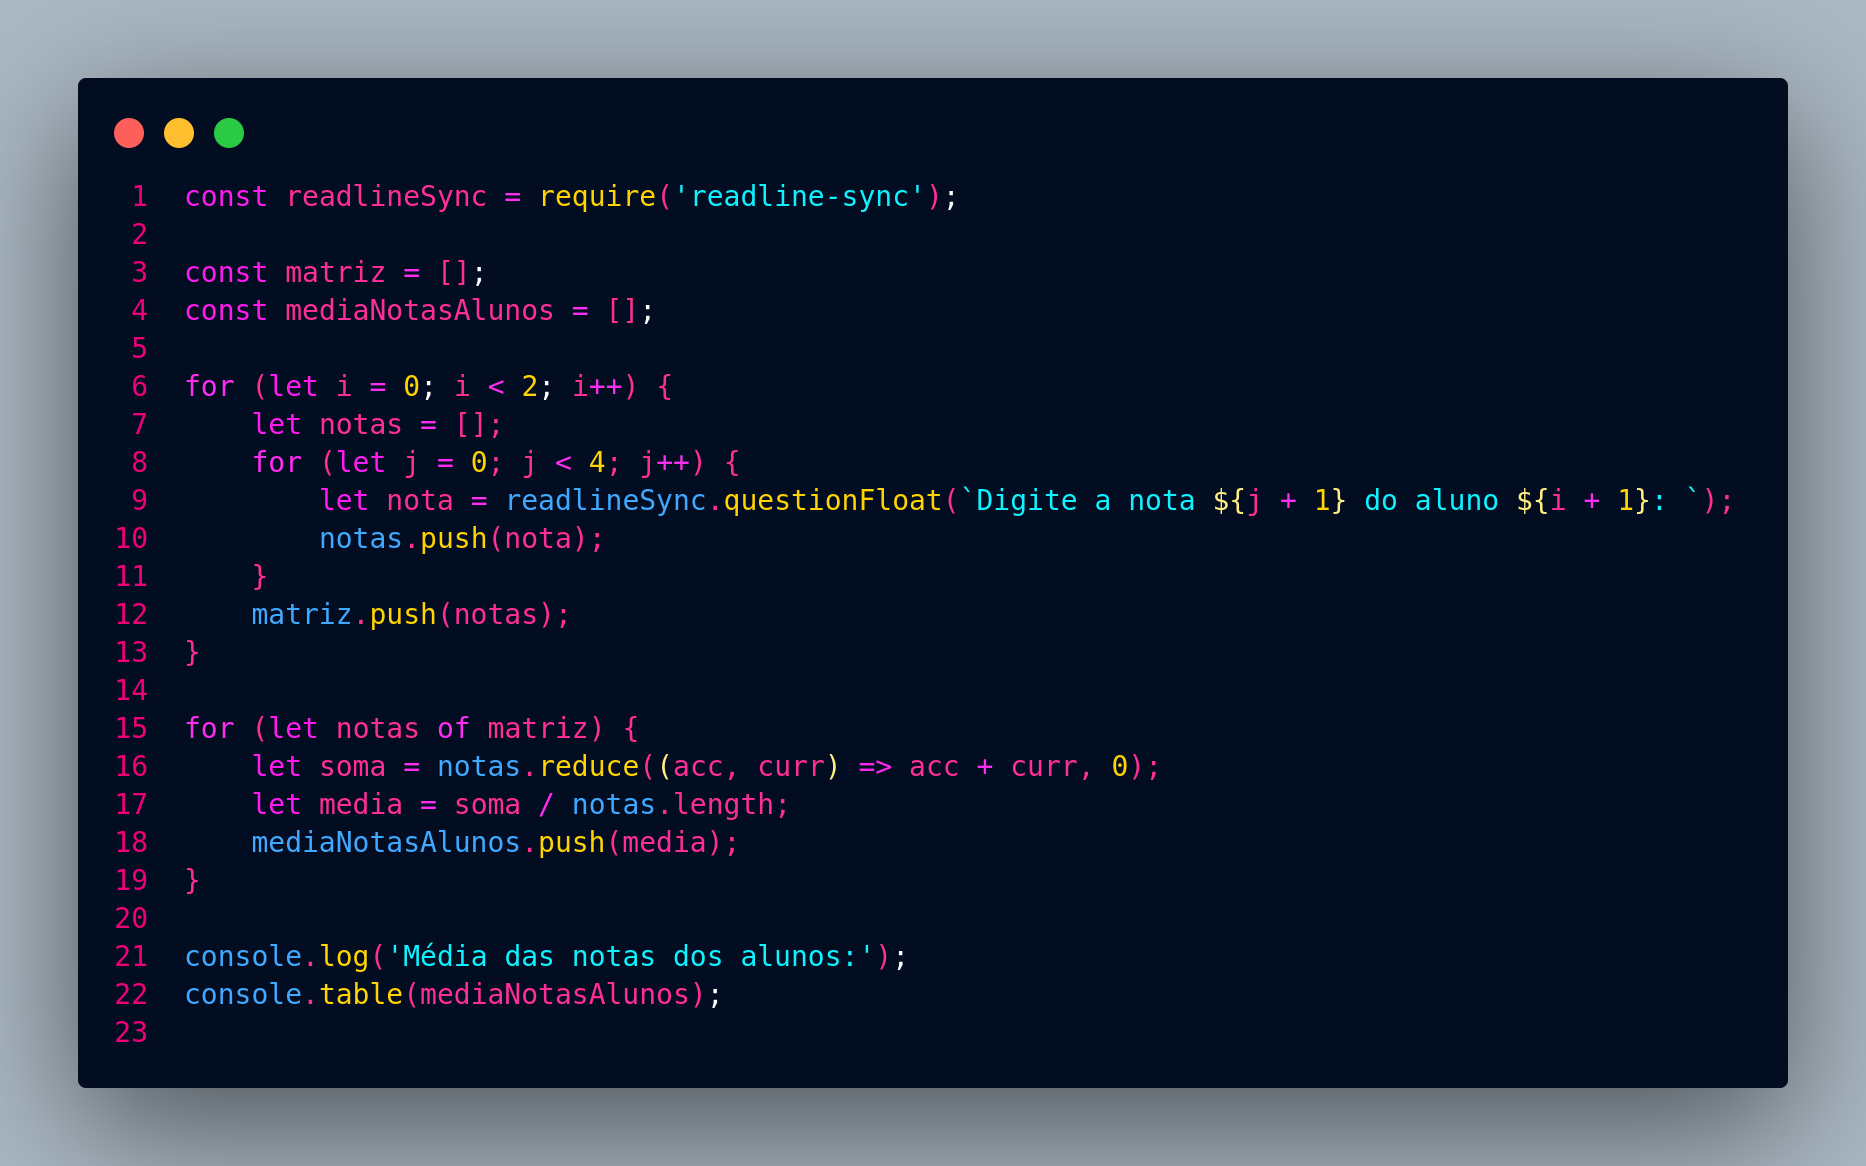 1 const readlineSync = require('readline-sync');
2
3 const matriz = [];
4 const mediaNotasAlunos = [];
5
6 for (let i = 0; i < 2; i++) {
7     let notas = [];
8     for (let j = 0; j < 4; j++) {
9         let nota = readlineSync.questionFloat(`Digite a nota ${j + 1} do aluno ${i + 1}: `);
10         notas.push(nota);
11     }
12     matriz.push(notas);
13 }
14
15 for (let notas of matriz) {
16     let soma = notas.reduce((acc, curr) => acc + curr, 0);
17     let media = soma / notas.length;
18     mediaNotasAlunos.push(media);
19 }
20
21 console.log('Média das notas dos alunos:');
22 console.table(mediaNotasAlunos);
23